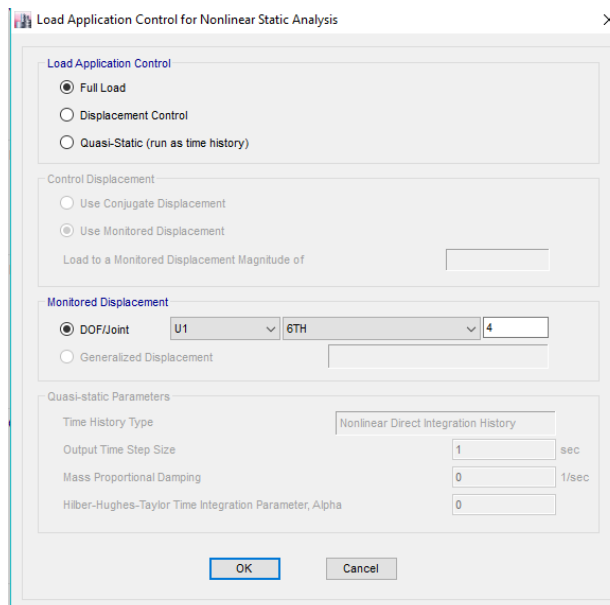 Load Application Control for Nonlinear Static Analysis
Load Application Control
Full Load
Displacement Control
Quasi-Static (run as time history)
Control Displacement
Use Conjugate Displacement
Use Monitored Displacement
Load to a Monitored Displacement Magnitude of
Monitored Displacement
DOF/Joint U1 6TH 4
Generalized Displacement
Quasi-static Parameters
Time History Type Nonlinear Direct Integration History
Output Time Step Size 1 sec
Mass Proportional Damping 0 1/sec
Hilber-Hughes-Taylor Time Integration Parameter, Alpha 0
OK Cancel